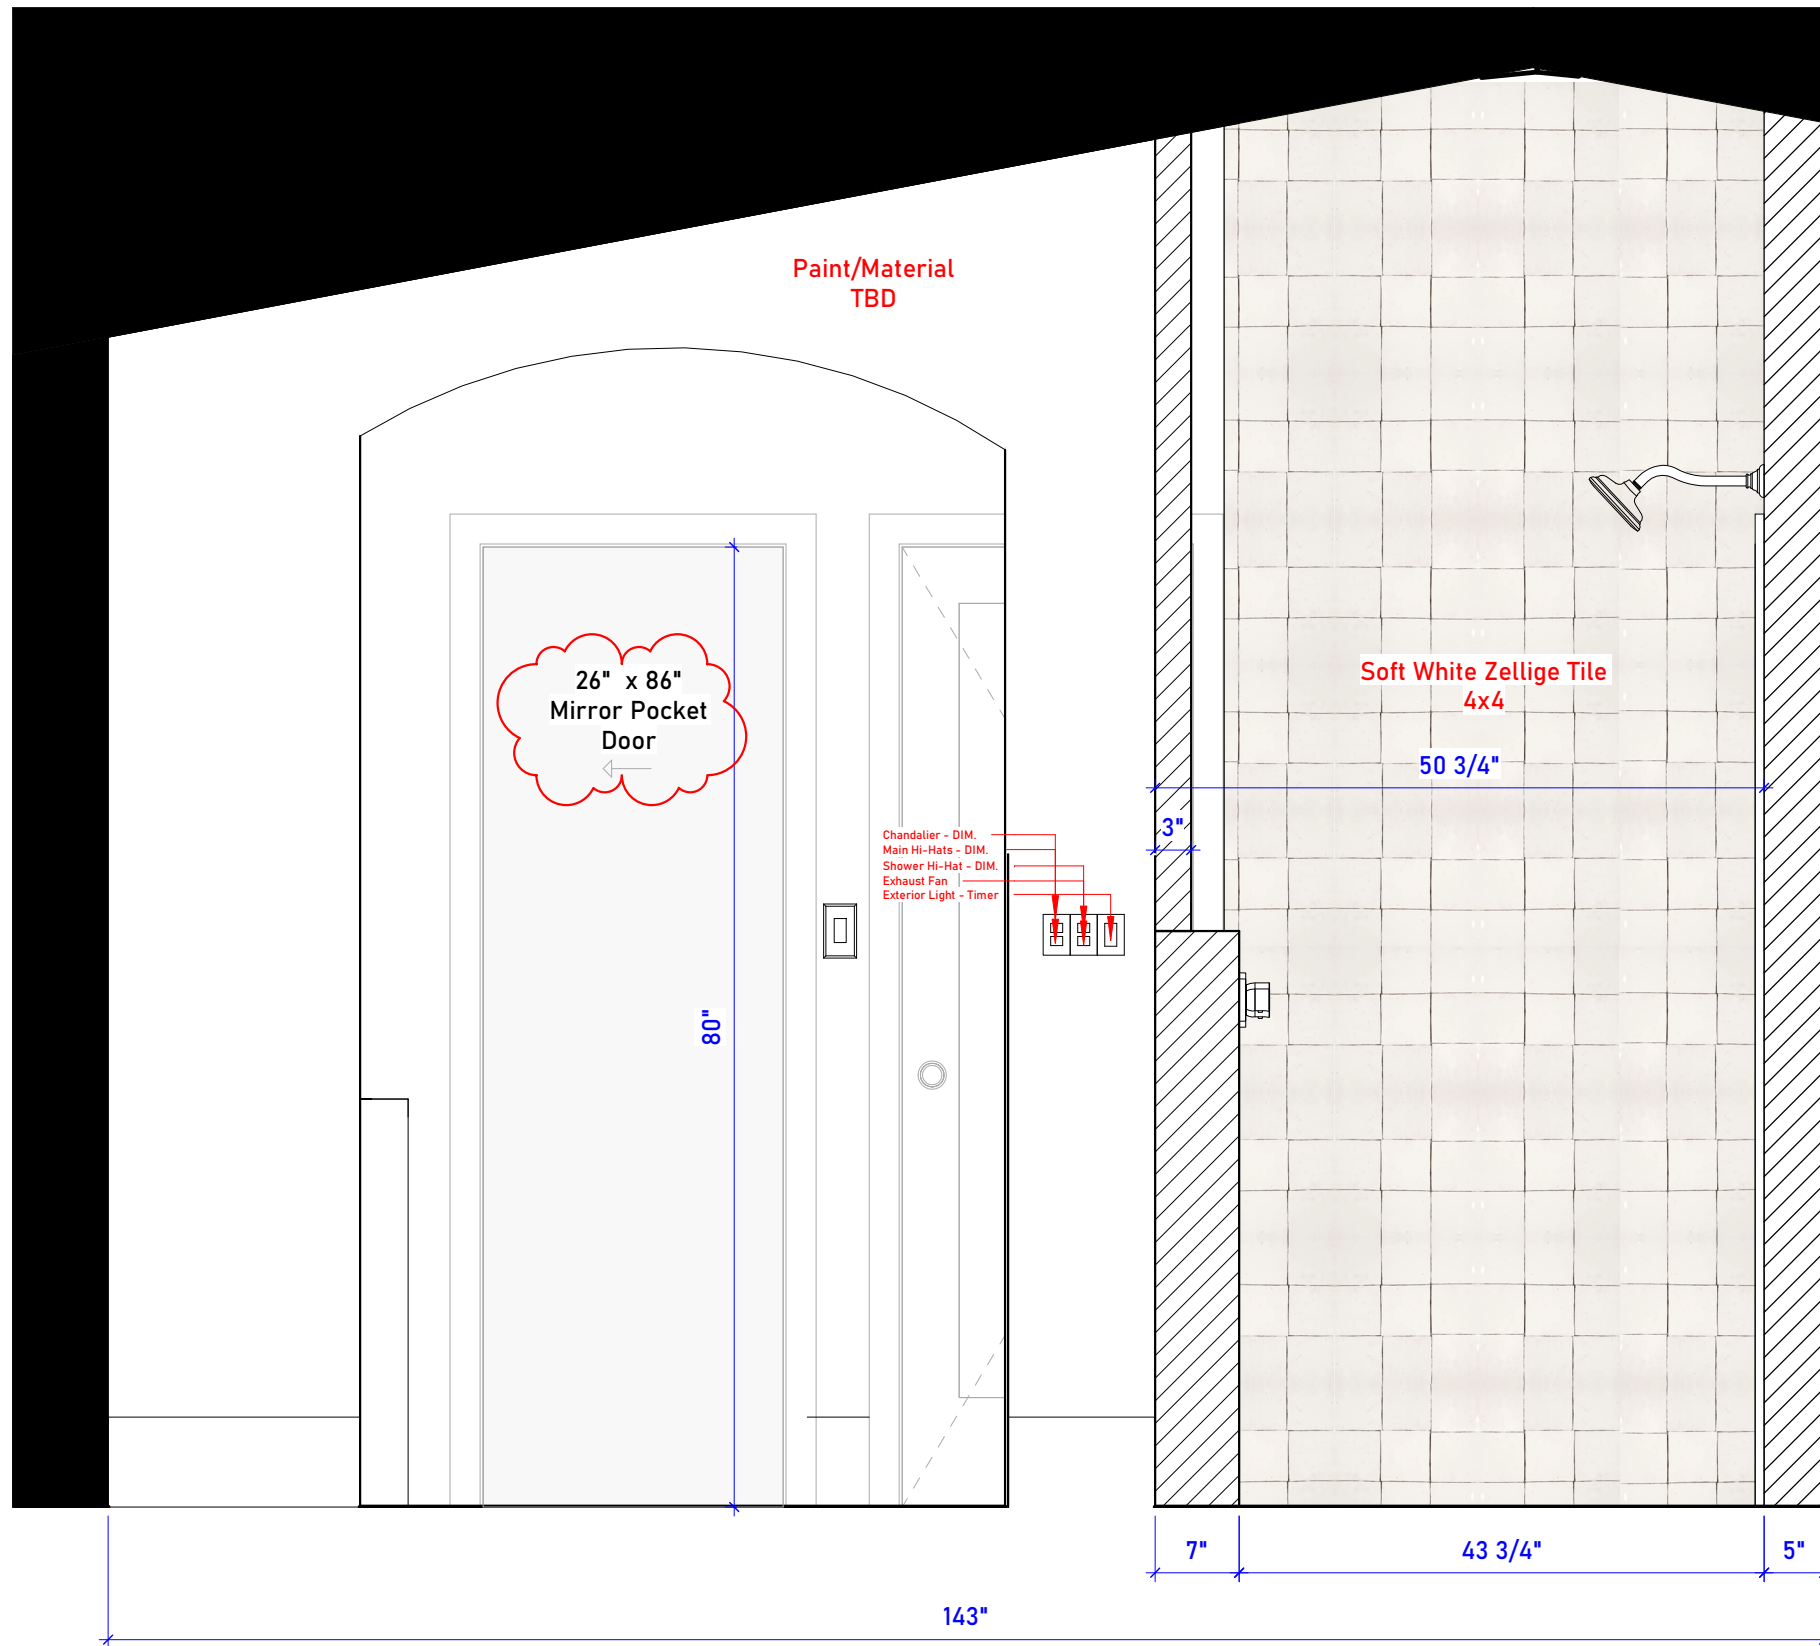 Paint/Material
TBD
26"  x 86"
Mirror Pocket
Door
Soft White Zellige Tile
4x4
50 3/4"
3"
Chandalier - DIM.
Main Hi-Hats - DIM.
Shower Hi-Hat - DIM.
Exhaust Fan
Exterior Light - Timer
80"
7"
43 3/4"
5"
143"